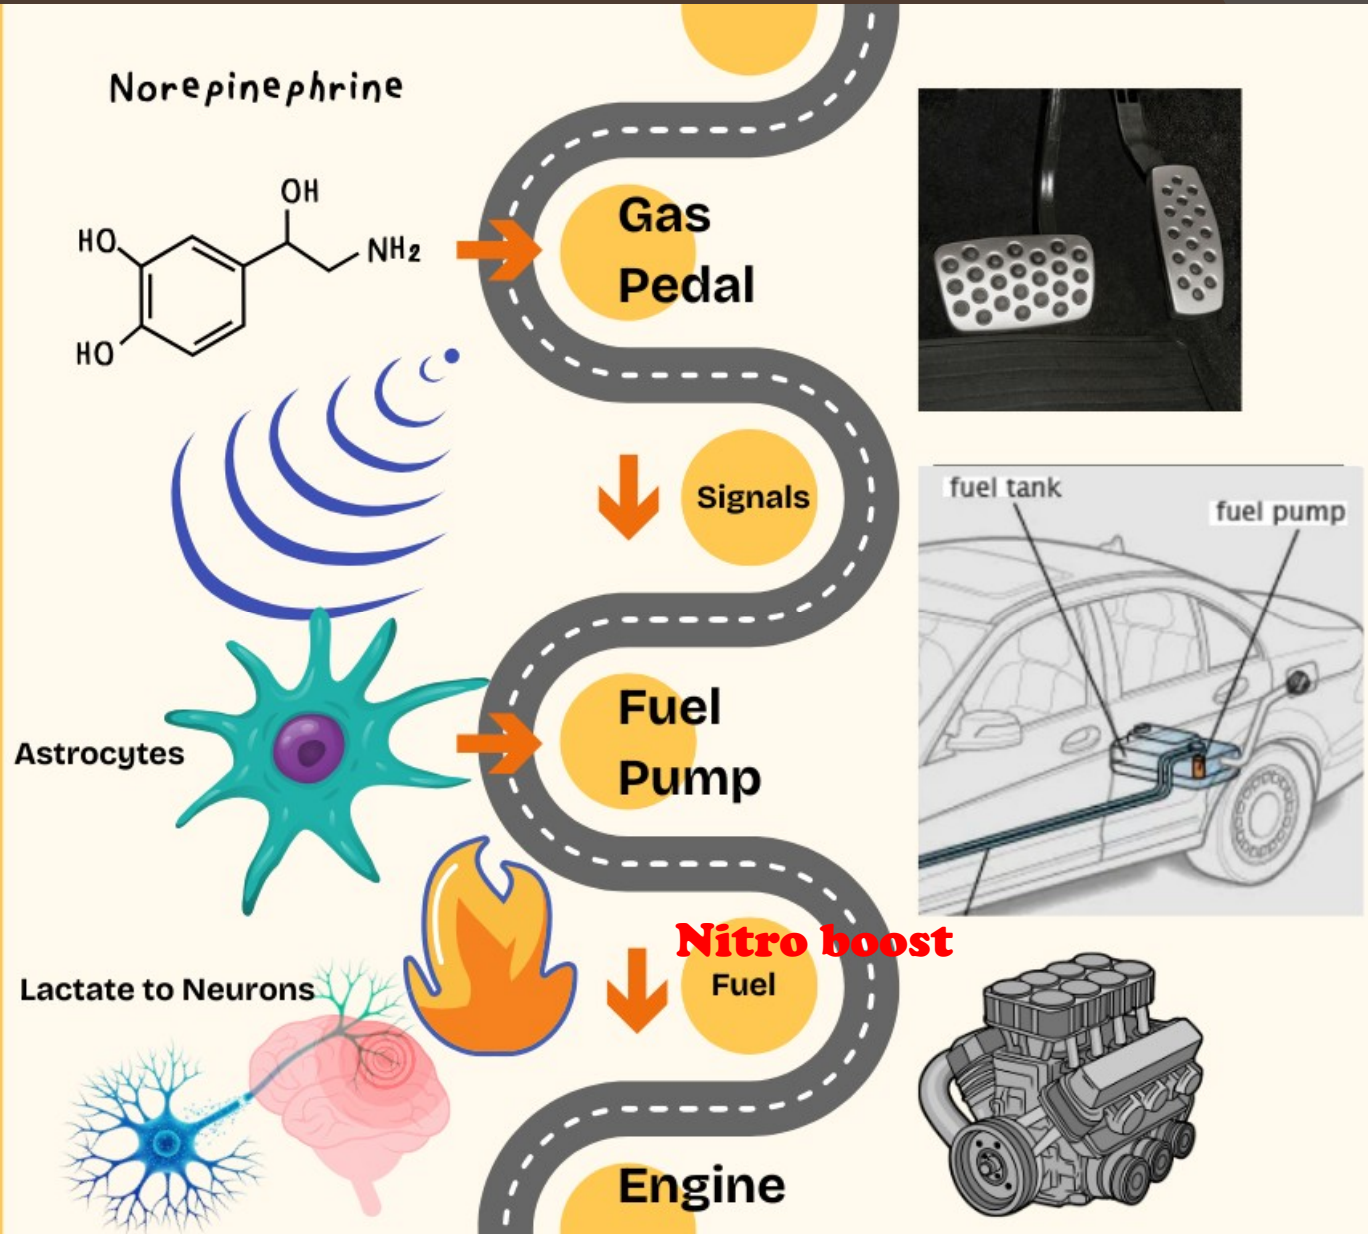 Norepinephrine
OH
HO
NH₂
HO
Gas
Pedal
Signals
fuel tank
fuel pump
Astrocytes
Fuel
Pump
Nitro boost
Fuel
Lactate to Neurons
Engine